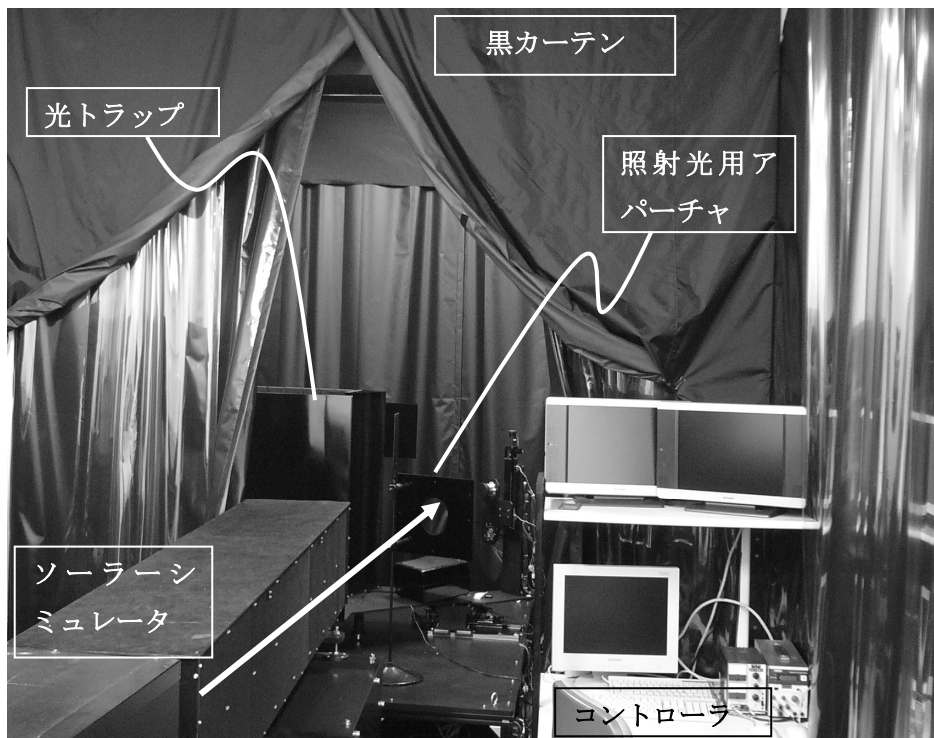 黒カーテン
光トラップ
照射光用ア
パーチャ
ソーラーシ
ミュレータ
コントローラ